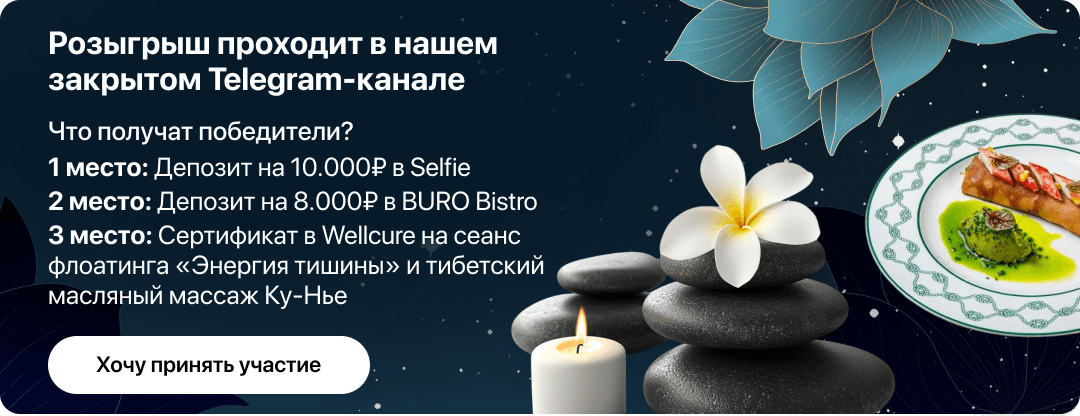 Розыгрыш проходит в нашем
закрытом Telegram-канале
Что получат победители?
1 место: Депозит на 10.000₽ в Selfie
2 место: Депозит на 8.000₽ в BURO Bistro
3 место: Сертификат в Wellcure на сеанс
флоатинга «Энергия тишины» и тибетский
масляный массаж Ку-Нье
Хочу принять участие